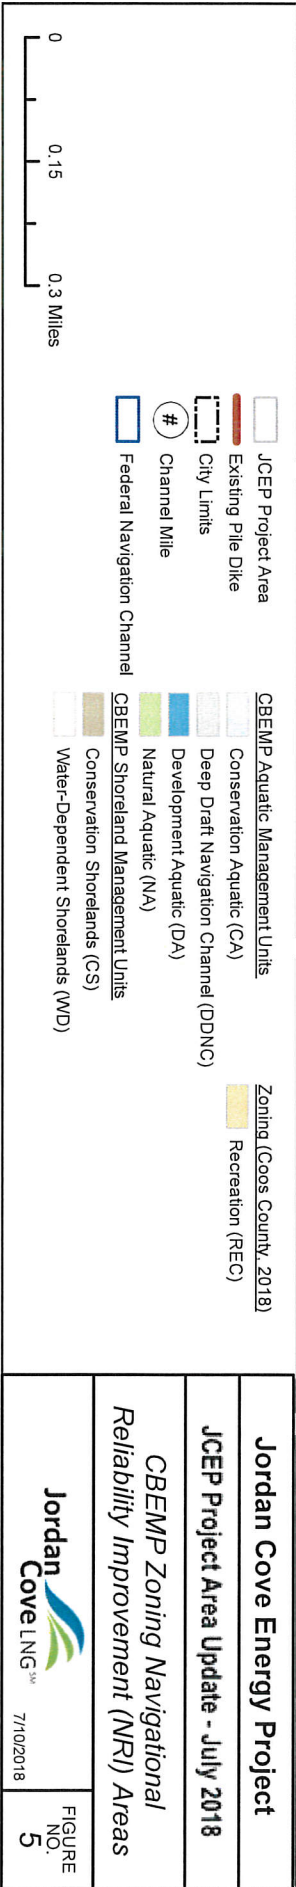 0
0.15
0.3 Miles
JCEP Project Area
Existing Pile Dike
City Limits
# Channel Mile
Federal Navigation Channel
CBEMP Aquatic Management Units
Conservation Aquatic (CA)
Deep Draft Navigation Channel (DDNC)
Development Aquatic (DA)
Natural Aquatic (NA)
CBEMP Shoreland Management Units
Conservation Shorelands (CS)
Water-Dependent Shorelands (WD)
Zoning (Coos County, 2018)
Recreation (REC)
Jordan Cove Energy Project
JCEP Project Area Update - July 2018
CBEMP Zoning Navigational
Reliability Improvement (NRI) Areas
Jordan
Cove LNG SM
7/10/2018
FIGURE
NO.
5